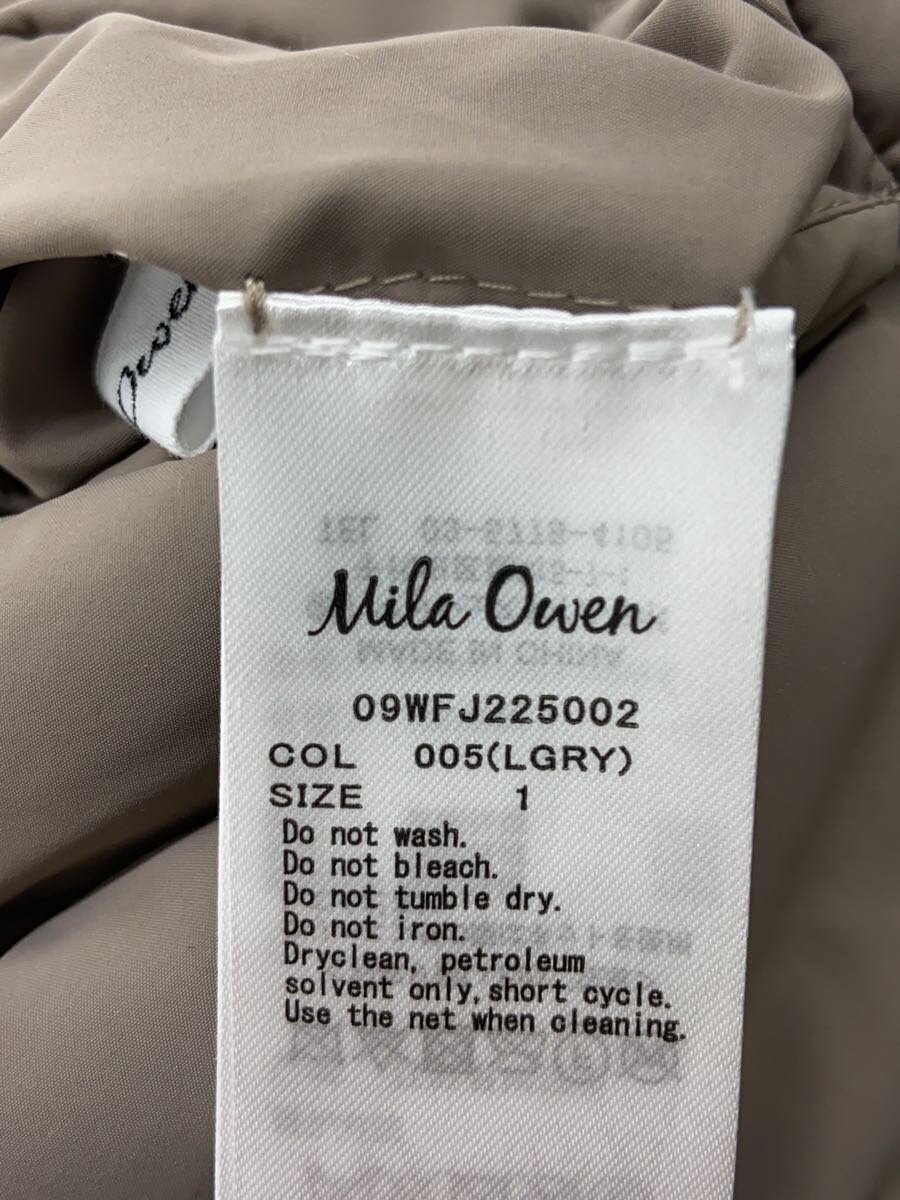 Owen
Mila Owen
09WFJ225002
COL 005(LGRY)
SIZE 1
Do not wash.
Do not bleach.
Do not tumble dry.
Do not iron.
Dryclean, petroleum
solvent only,short cycle.
Use the net when cleaning.